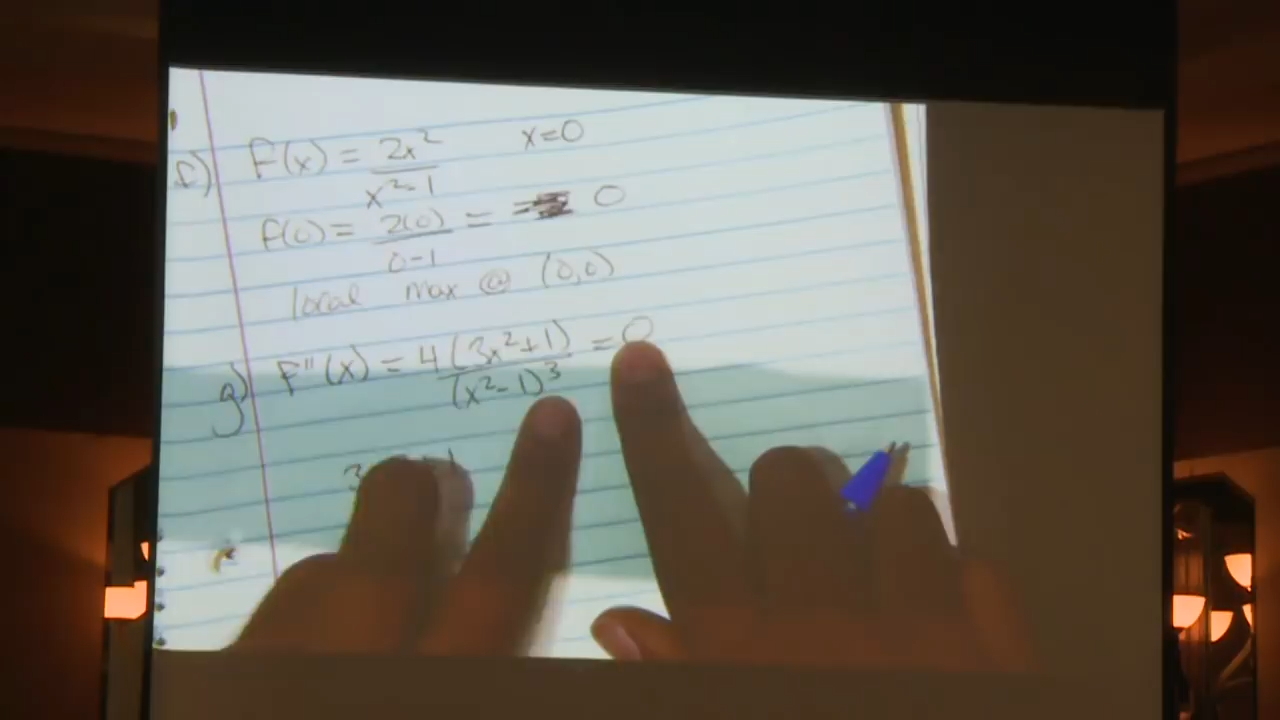 f) f(x) = 2x²/(x²-1) x=0
f(0) = 2(0)/(0-1) = 0
local max @ (0,0)
g) f''(x) = 4(3x²+1)/(x²-1)³ = 0
3